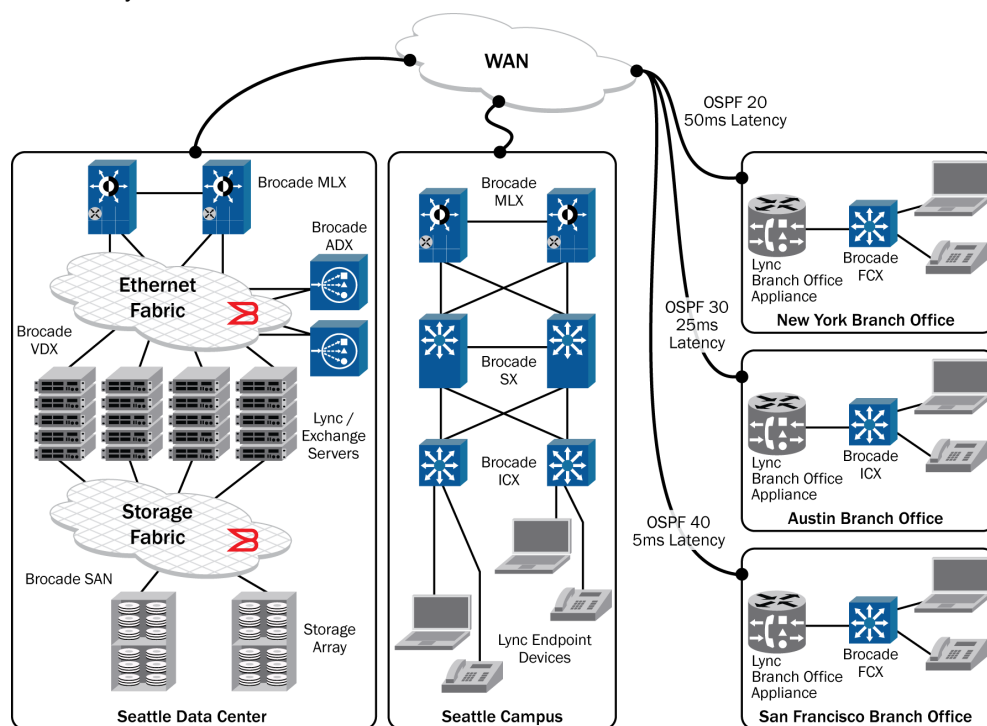 WAN
OSPF 20
50ms Latency
OSPF 30
25ms
Latency
OSPF 40
5ms Latency
Brocade MLX
Brocade
ADX
Ethernet
Fabric
Brocade
VDX
Lync /
Exchange
Servers
Storage
Fabric
Brocade SAN
Storage
Array
Seattle Data Center
Brocade
MLX
Brocade
SX
Brocade
ICX
Lync Endpoint
Devices
Seattle Campus
Lync
Branch Office
Appliance
Brocade
FCX
New York Branch Office
Lync
Branch Office
Appliance
Brocade
ICX
Austin Branch Office
Lync
Branch Office
Appliance
Brocade
FCX
San Francisco Branch Office